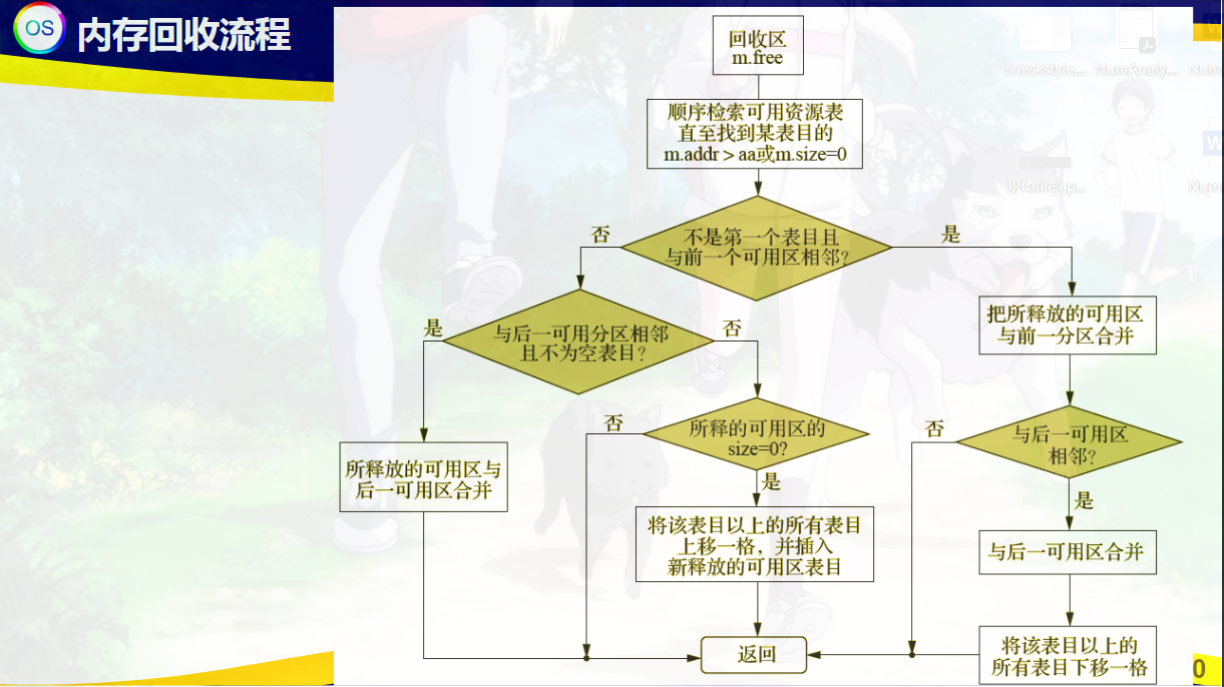 OS
内存回收流程
checkstyle...
NumAnaly...
回收区
m.free
顺序检索可用资源表
直至找到某表目的
m.addr＞aa或m.size=0
不是第一个表目且
与前一个可用区相邻?
否
是
与后一可用分区相邻
且不为空表目?
是
否
把所释放的可用区
与前一分区合并
所释的可用区的
size=0?
否
是
与后一可用区
相邻?
否
是
所释放的可用区与
后一可用区合并
将该表目以上的所有表目
上移一格，并插入
新释放的可用区表目
与后一可用区合并
将该表目以上的
所有表目下移一格
返回
0